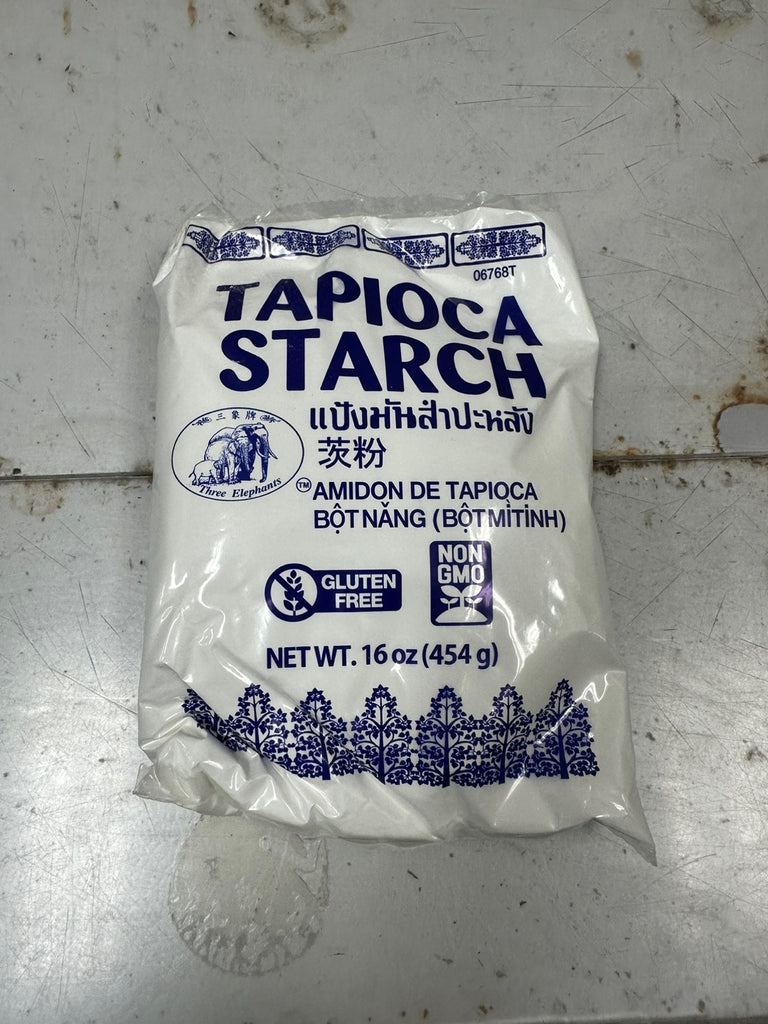 06768T
TAPIOCA
STARCH
แป้งมันสำปะหลัง
茨粉
三象牌
Three Elephants
TM
AMIDON DE TAPIOCA
BỘT NĂNG (BỘT MÌ TINH)
GLUTEN
FREE
NON
GMO
NET WT. 16 oz (454 g)